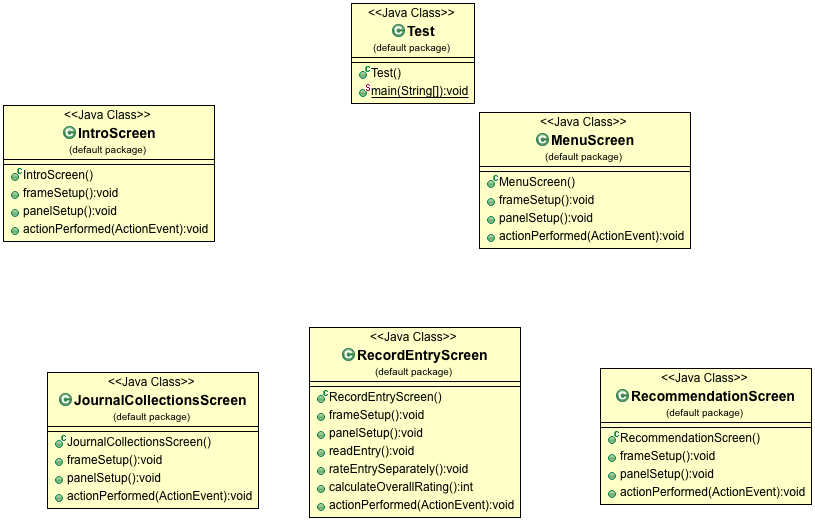 <<Java Class>>
Test
(default package)
Test()
main(String[]):void
<<Java Class>>
IntroScreen
(default package)
IntroScreen()
frameSetup():void
panelSetup():void
actionPerformed(ActionEvent):void
<<Java Class>>
MenuScreen
(default package)
MenuScreen()
frameSetup():void
panelSetup():void
actionPerformed(ActionEvent):void
<<Java Class>>
JournalCollectionsScreen
(default package)
JournalCollectionsScreen()
frameSetup():void
panelSetup():void
actionPerformed(ActionEvent):void
<<Java Class>>
RecordEntryScreen
(default package)
RecordEntryScreen()
frameSetup():void
panelSetup():void
readEntry():void
rateEntrySeparately():void
calculateOverallRating():int
actionPerformed(ActionEvent):void
<<Java Class>>
RecommendationScreen
(default package)
RecommendationScreen()
frameSetup():void
panelSetup():void
actionPerformed(ActionEvent):void